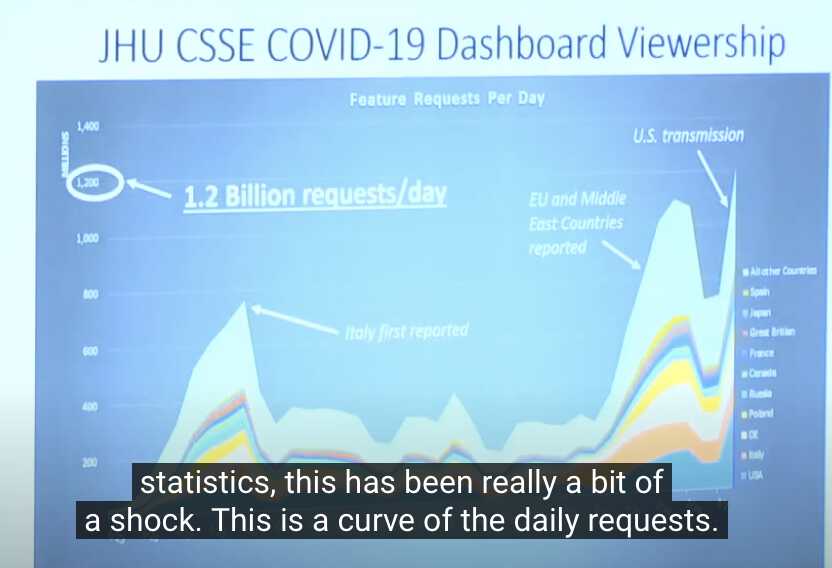 JHU CSSE COVID-19 Dashboard Viewership
Feature Requests Per Day
MILLIONS
1,400
1,200
1,000
800
600
400
200
1.2 Billion requests/day
Italy first reported
EU and Middle
East Countries
reported
U.S. transmission
All other Countries
Spain
Japan
Great Britian
France
Canada
Russia
Poland
DE
Italy
USA
statistics, this has been really a bit of
a shock. This is a curve of the daily requests.